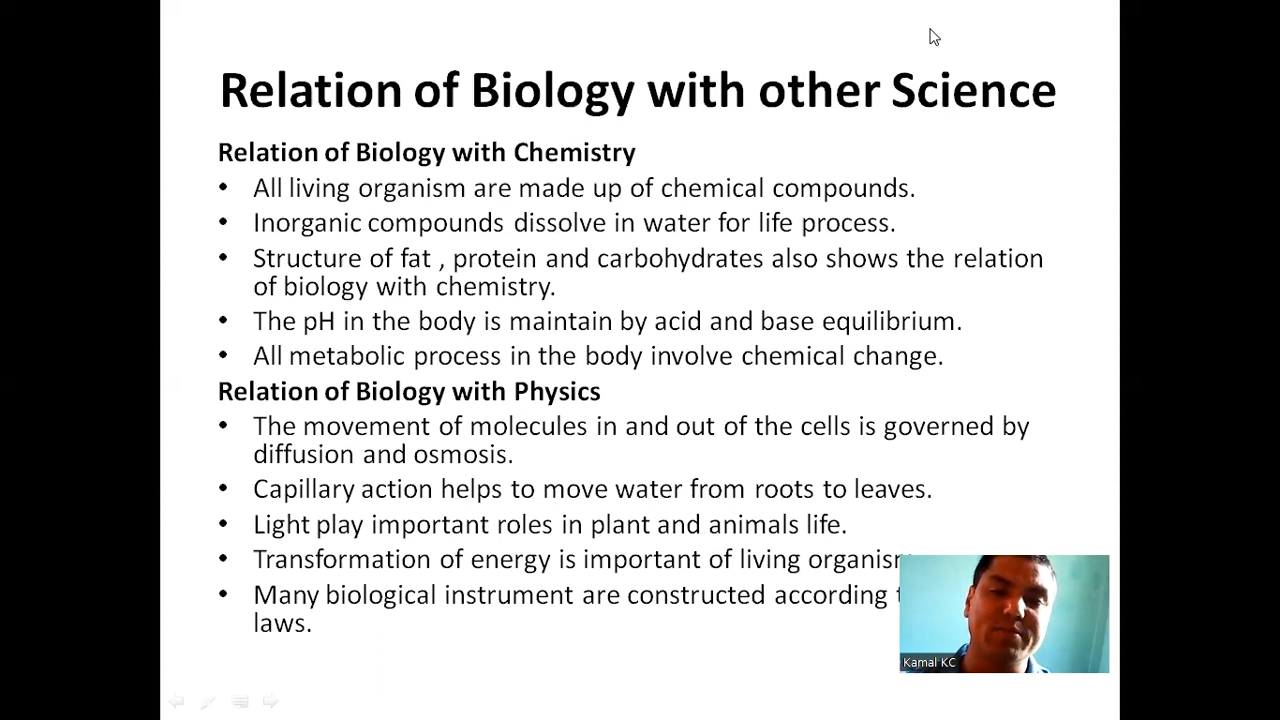 Relation of Biology with other Science
Relation of Biology with Chemistry
• All living organism are made up of chemical compounds.
• Inorganic compounds dissolve in water for life process.
• Structure of fat , protein and carbohydrates also shows the relation
of biology with chemistry.
• The pH in the body is maintain by acid and base equilibrium.
• All metabolic process in the body involve chemical change.
Relation of Biology with Physics
• The movement of molecules in and out of the cells is governed by
diffusion and osmosis.
• Capillary action helps to move water from roots to leaves.
• Light play important roles in plant and animals life.
• Transformation of energy is important of living
• Many biological instrument are constructed according
laws.
Kamal KC